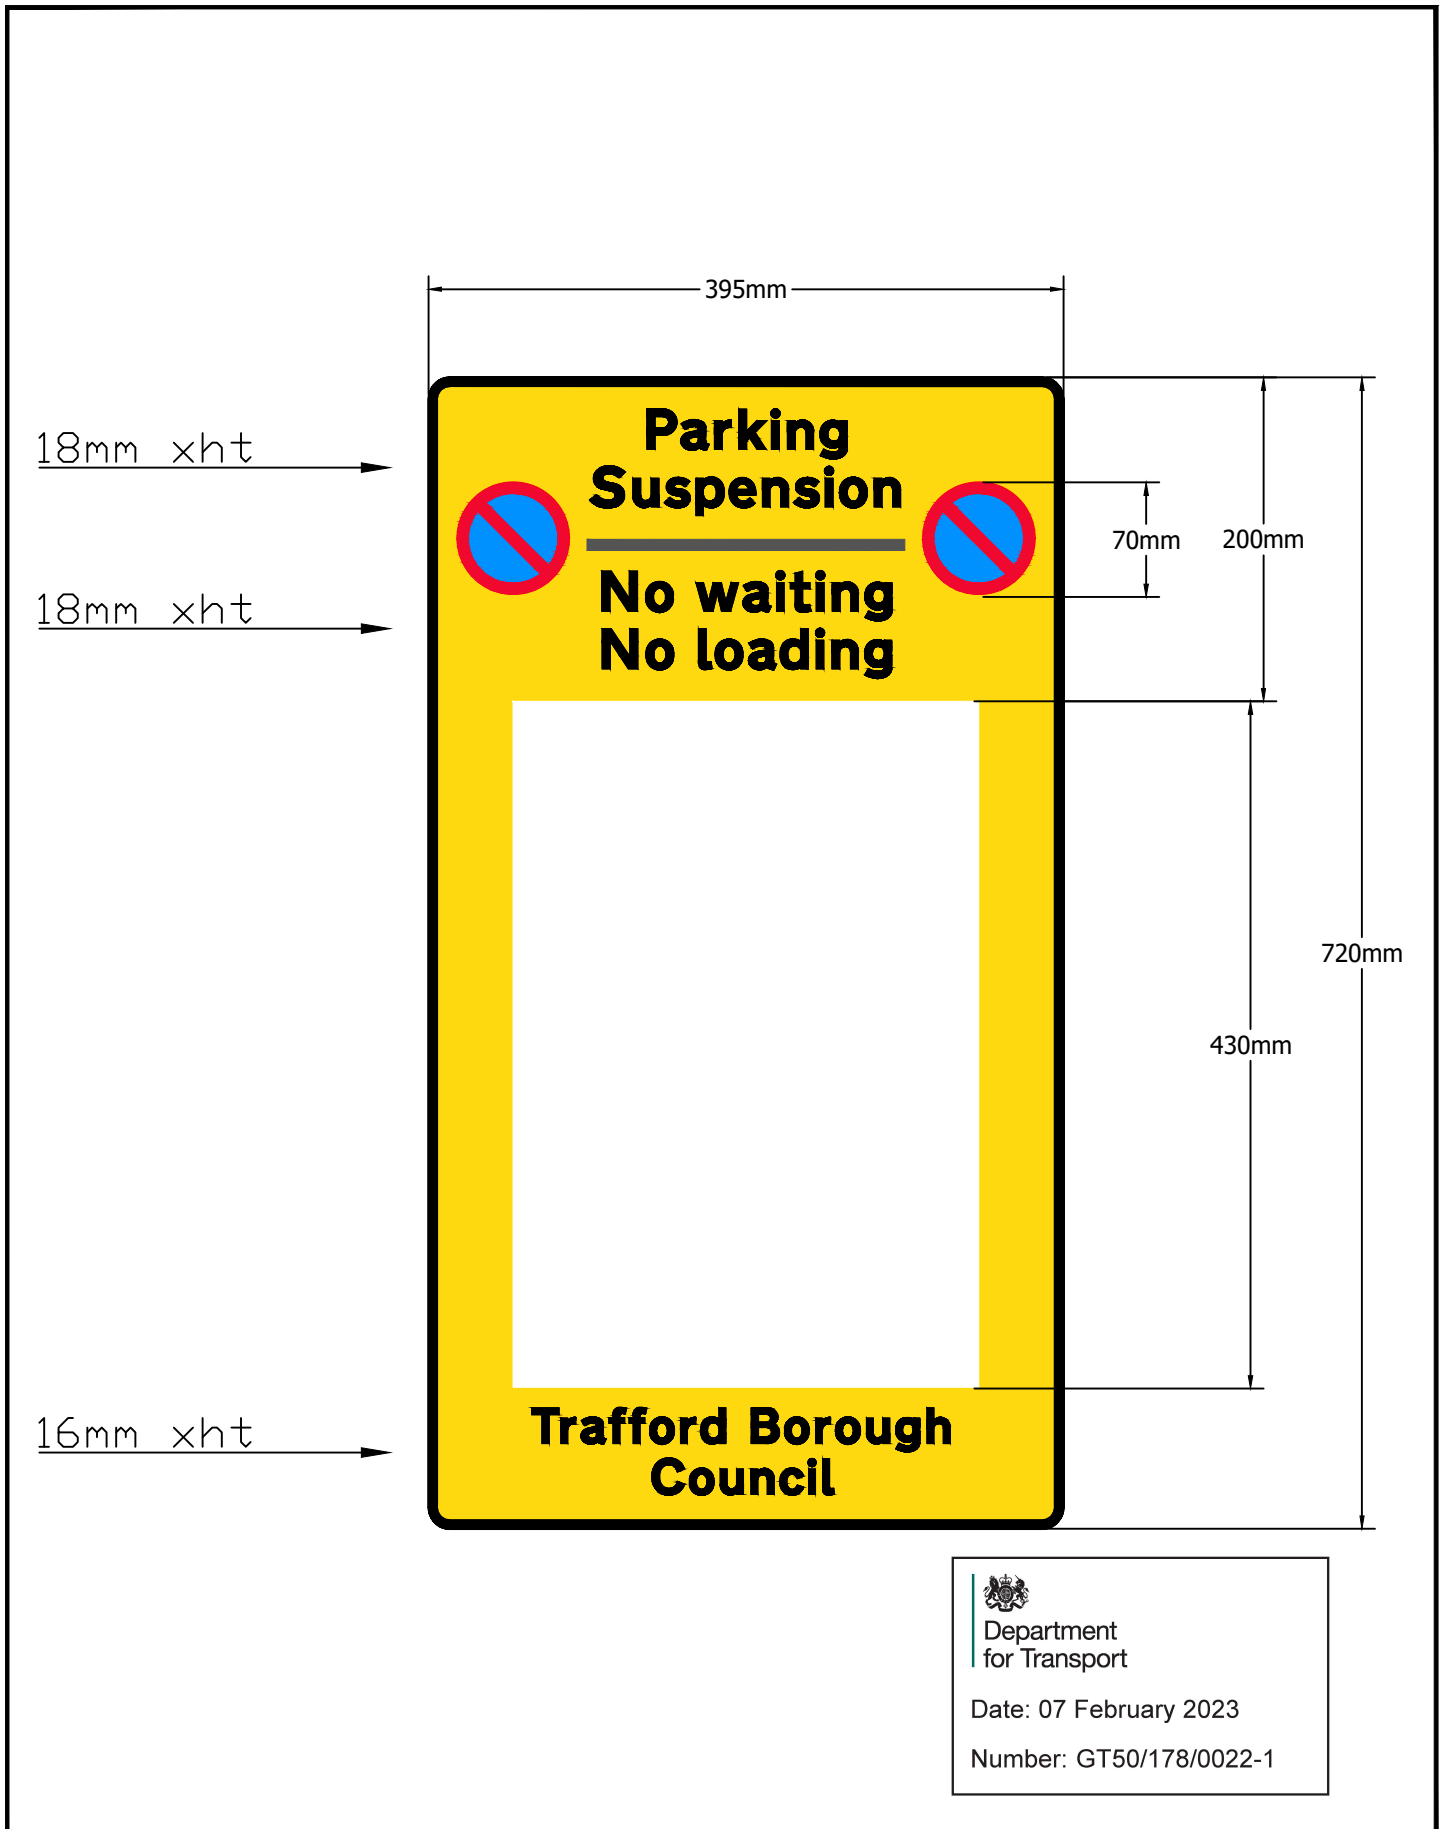 395mm
18mm xht
Parking
Suspension
70mm
200mm
18mm xht
No waiting
No loading
720mm
430mm
16mm xht
Trafford Borough
Council
Department
for Transport
Date: 07 February 2023
Number: GT50/178/0022-1